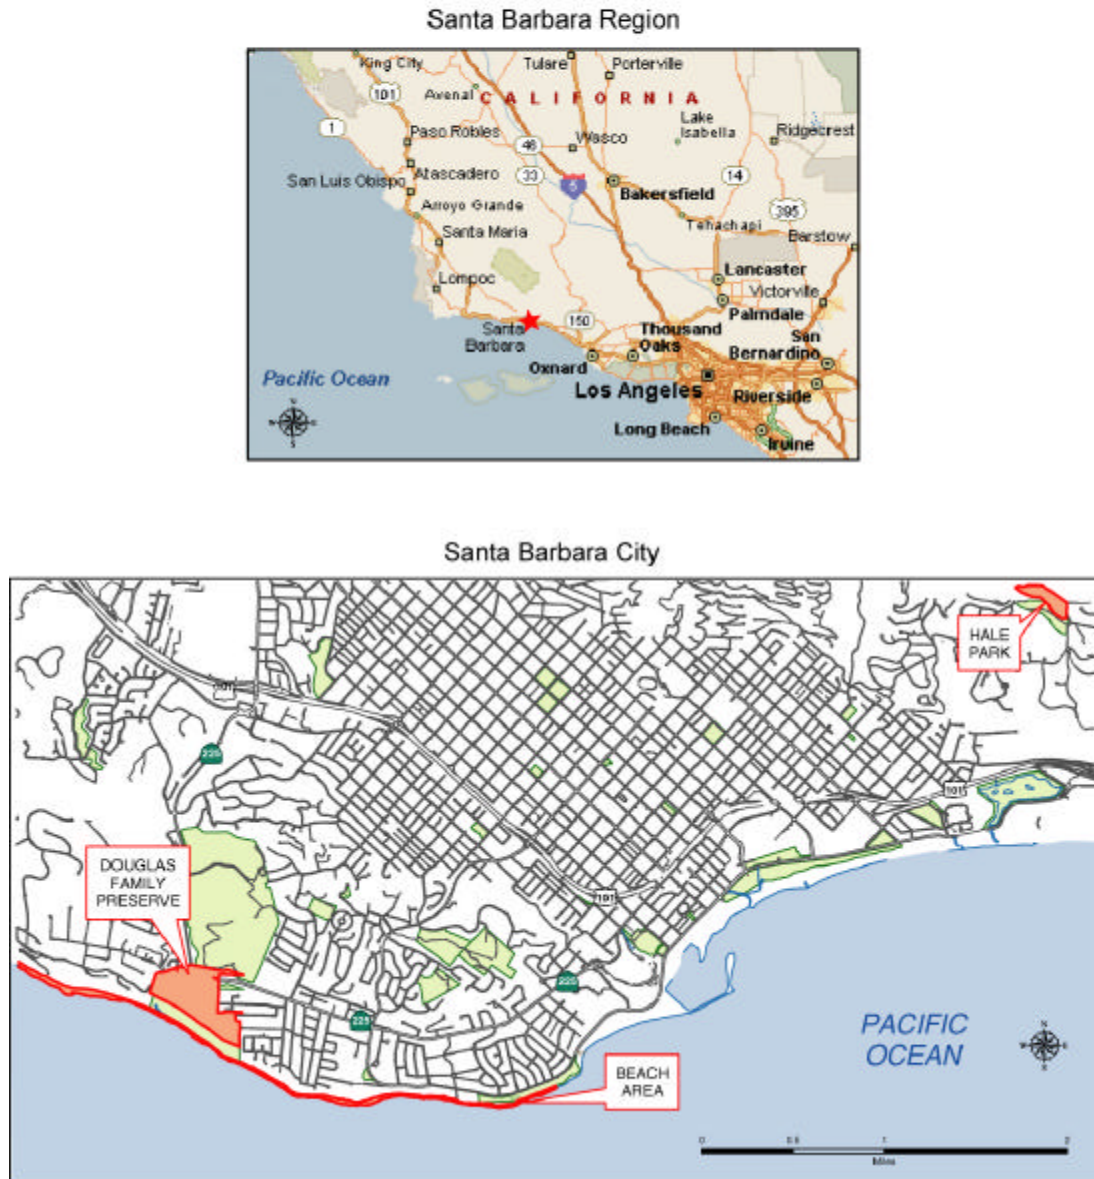 Santa Barbara Region
King City
Tulare
Porterville
101
Avenal
CALIFORNIA
1
Paso Robles
46
Wasco
Lake
Isabella
Ridgecrest
San Luis Obispo
Atascadero
33
5
Bakersfield
14
Arroyo Grande
395
Tehachapi
Santa Maria
Barstow
Lompoc
Lancaster
Victorville
Palmdale
Santa
Barbara
150
Thousand
Oaks
San
Bernardino
Oxnard
Pacific Ocean
Los Angeles
Riverside
N
S
Long Beach
Irvine
Santa Barbara City
HALE
PARK
101
225
101
DOUGLAS
FAMILY
PRESERVE
101
225
225
PACIFIC
OCEAN
N
S
BEACH
AREA
0 0.5 1 2
Miles